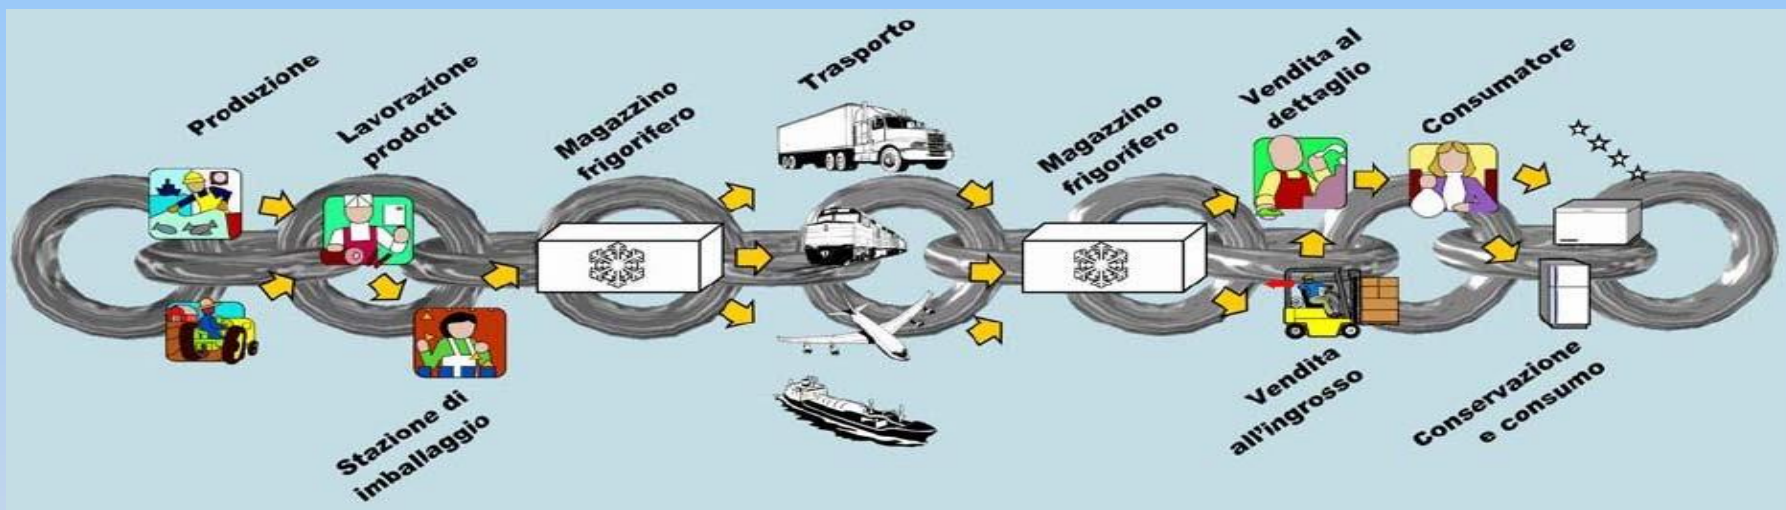 Produzione
Lavorazione
prodotti
Stazione di
imballaggio
Magazzino
frigorifero
Trasporto
Magazzino
frigorifero
Vendita al
dettaglio
Vendita
all'ingrosso
Consumatore
Conservazione
e consumo